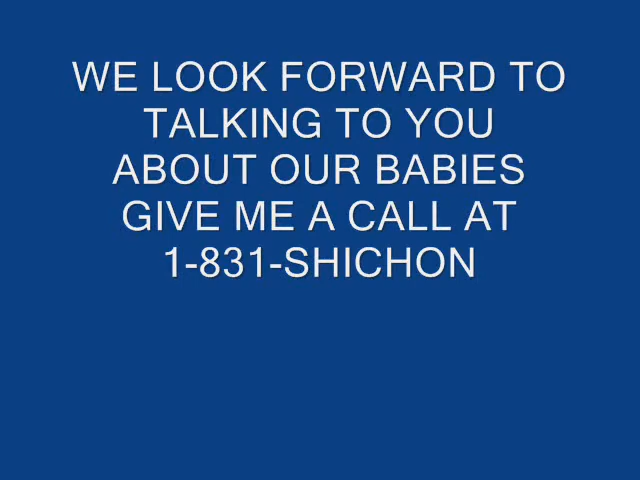 WE LOOK FORWARD TO
TALKING TO YOU
ABOUT OUR BABIES
GIVE ME A CALL AT
1-831-SHICHON